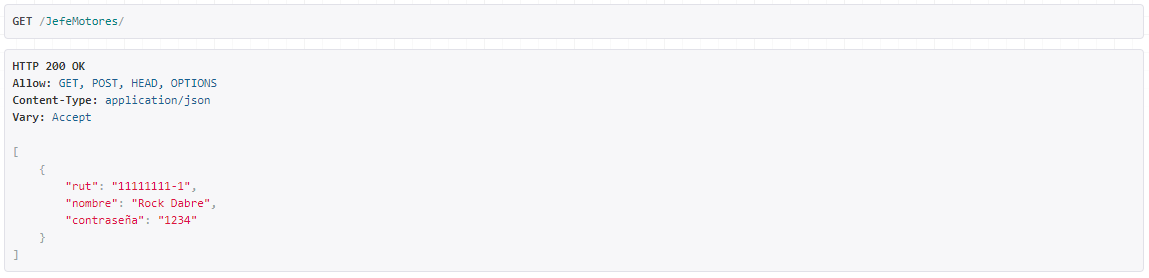 GET /JefeMotores/
HTTP 200 OK
Allow: GET, POST, HEAD, OPTIONS
Content-Type: application/json
Vary: Accept
[
    {
        "rut": "11111111-1",
        "nombre": "Rock Dabre",
        "contraseña": "1234"
    }
]